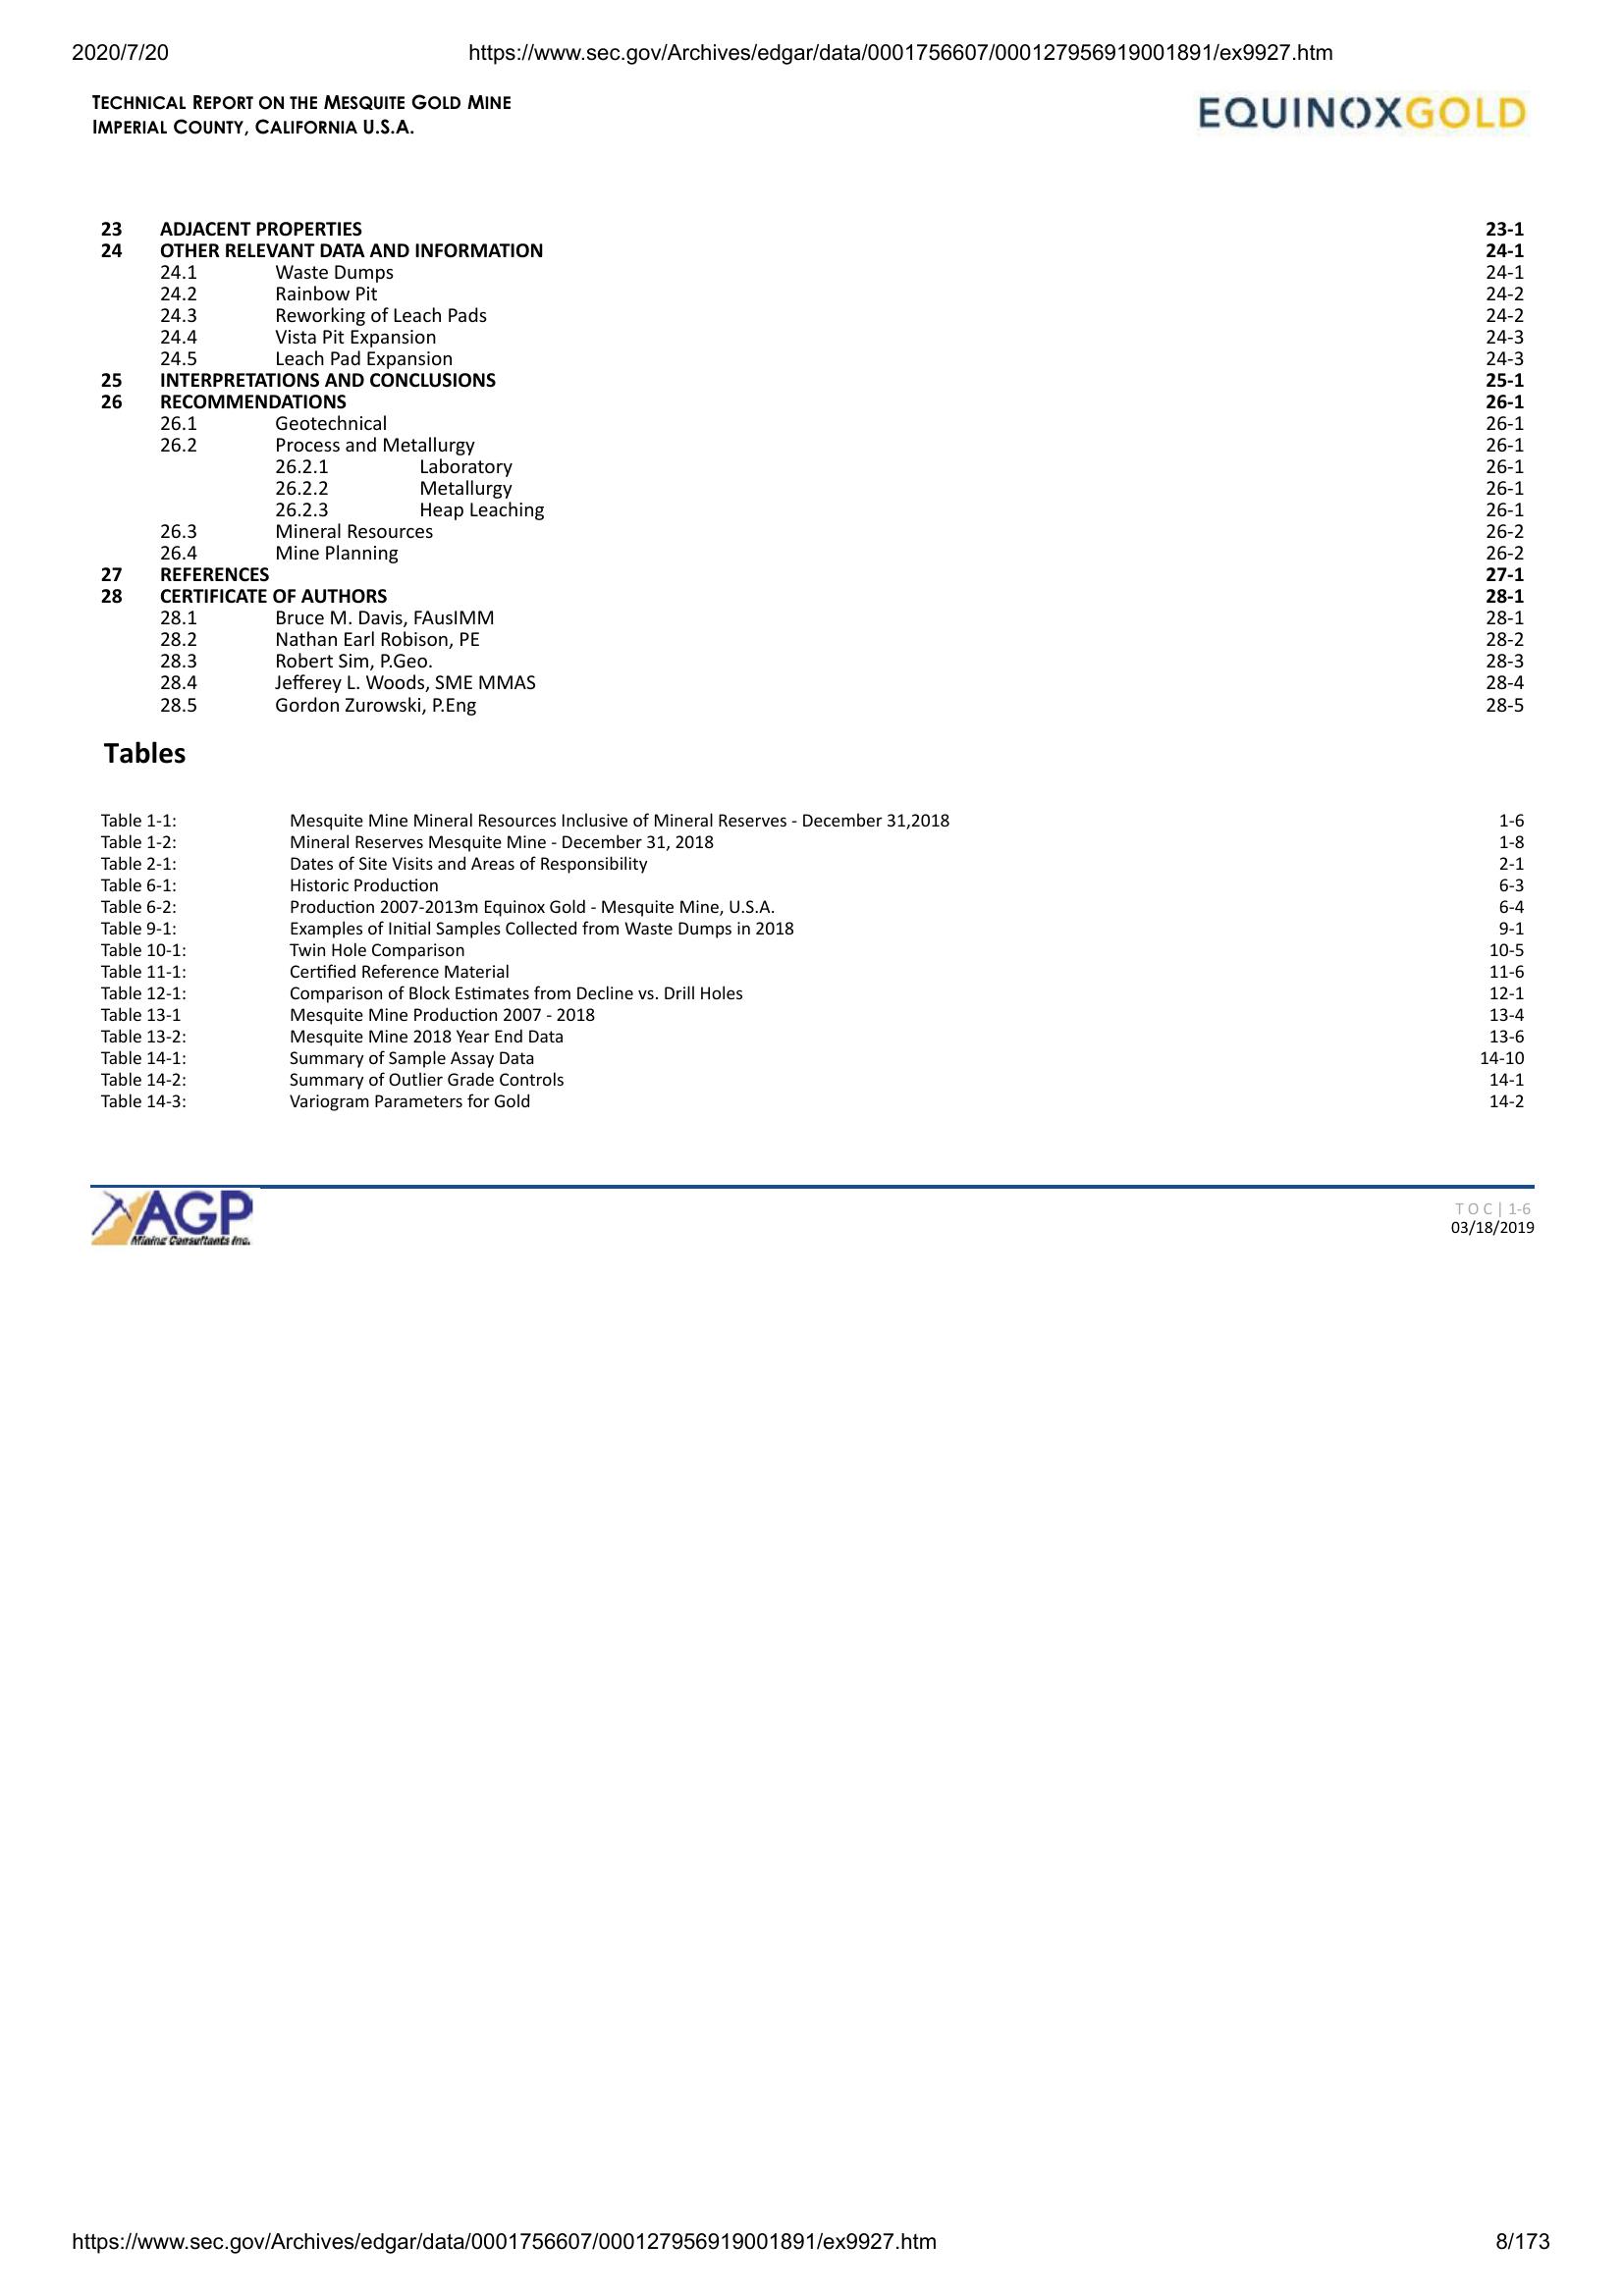 2020/7/20 https://www.sec.gov/Archives/edgar/data/0001756607/000127956919001891/ex9927.htm
TECHNICAL REPORT ON THE MESQUITE GOLD MINE
IMPERIAL COUNTY, CALIFORNIA U.S.A.
EQUINOXGOLD
23 ADJACENT PROPERTIES 23-1
24 OTHER RELEVANT DATA AND INFORMATION 24-1
24.1 Waste Dumps 24-1
24.2 Rainbow Pit 24-2
24.3 Reworking of Leach Pads 24-2
24.4 Vista Pit Expansion 24-3
24.5 Leach Pad Expansion 24-3
25 INTERPRETATIONS AND CONCLUSIONS 25-1
26 RECOMMENDATIONS 26-1
26.1 Geotechnical 26-1
26.2 Process and Metallurgy 26-1
26.2.1 Laboratory 26-1
26.2.2 Metallurgy 26-1
26.2.3 Heap Leaching 26-1
26.3 Mineral Resources 26-2
26.4 Mine Planning 26-2
27 REFERENCES 27-1
28 CERTIFICATE OF AUTHORS 28-1
28.1 Bruce M. Davis, FAusIMM 28-1
28.2 Nathan Earl Robison, PE 28-2
28.3 Robert Sim, P.Geo. 28-3
28.4 Jefferey L. Woods, SME MMAS 28-4
28.5 Gordon Zurowski, P.Eng 28-5
Tables
Table 1-1: Mesquite Mine Mineral Resources Inclusive of Mineral Reserves - December 31,2018 1-6
Table 1-2: Mineral Reserves Mesquite Mine - December 31, 2018 1-8
Table 2-1: Dates of Site Visits and Areas of Responsibility 2-1
Table 6-1: Historic Production 6-3
Table 6-2: Production 2007-2013m Equinox Gold - Mesquite Mine, U.S.A. 6-4
Table 9-1: Examples of Initial Samples Collected from Waste Dumps in 2018 9-1
Table 10-1: Twin Hole Comparison 10-5
Table 11-1: Certified Reference Material 11-6
Table 12-1: Comparison of Block Estimates from Decline vs. Drill Holes 12-1
Table 13-1 Mesquite Mine Production 2007 - 2018 13-4
Table 13-2: Mesquite Mine 2018 Year End Data 13-6
Table 14-1: Summary of Sample Assay Data 14-10
Table 14-2: Summary of Outlier Grade Controls 14-1
Table 14-3: Variogram Parameters for Gold 14-2
AGP
Mining Consultants Inc.
T O C | 1-6
03/18/2019
https://www.sec.gov/Archives/edgar/data/0001756607/000127956919001891/ex9927.htm 8/173